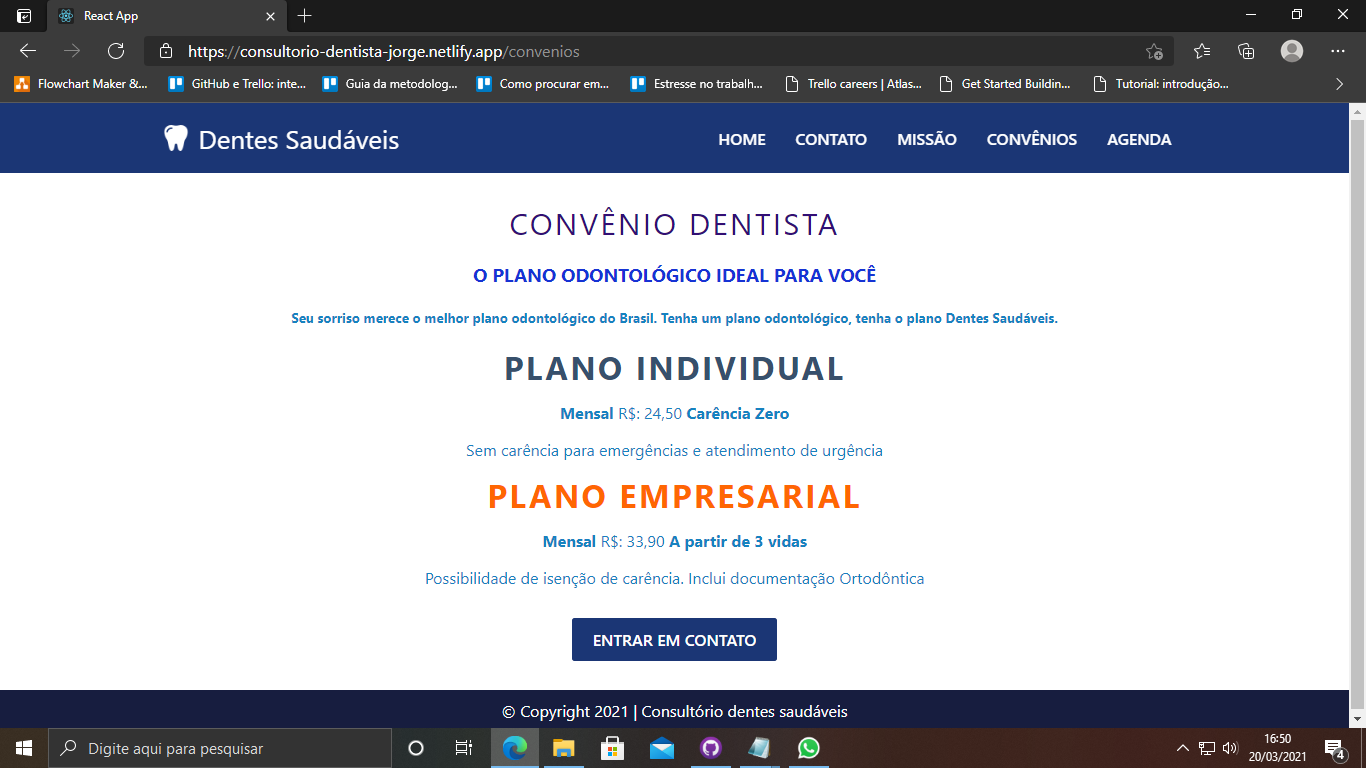 React App
https://consultorio-dentista-jorge.netlify.app/convenios
Flowchart Maker &... GitHub e Trello: inte... Guia da metodolog... Como procurar em... Estresse no trabalh... Trello careers | Atlas... Get Started Buildin... Tutorial: introdução...
Dentes Saudáveis HOME CONTATO MISSÃO CONVÊNIOS AGENDA
CONVÊNIO DENTISTA
O PLANO ODONTOLÓGICO IDEAL PARA VOCÊ
Seu sorriso merece o melhor plano odontológico do Brasil. Tenha um plano odontológico, tenha o plano Dentes Saudáveis.
PLANO INDIVIDUAL
Mensal R$: 24,50 Carência Zero
Sem carência para emergências e atendimento de urgência
PLANO EMPRESARIAL
Mensal R$: 33,90 A partir de 3 vidas
Possibilidade de isenção de carência. Inclui documentação Ortodôntica
ENTRAR EM CONTATO
© Copyright 2021 | Consultório dentes saudáveis
Digite aqui para pesquisar
16:50
20/03/2021
4